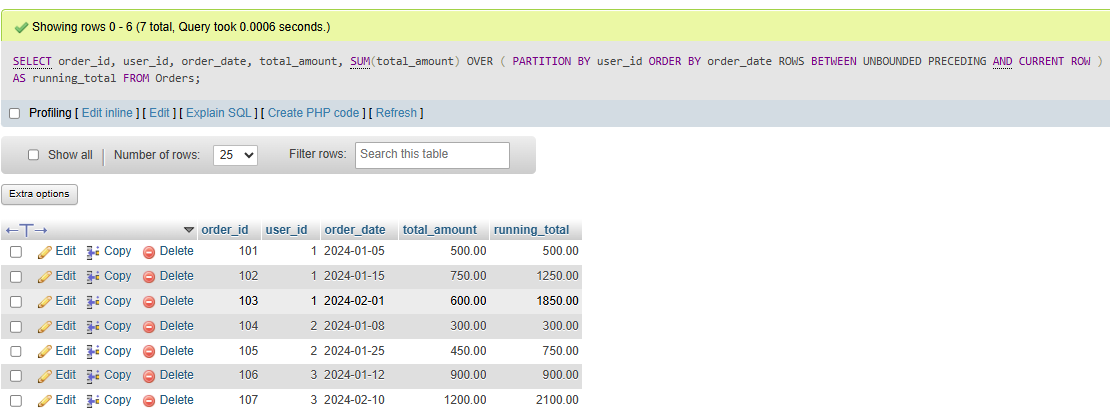 Showing rows 0 - 6 (7 total, Query took 0.0006 seconds.)
SELECT order_id, user_id, order_date, total_amount, SUM(total_amount) OVER ( PARTITION BY user_id ORDER BY order_date ROWS BETWEEN UNBOUNDED PRECEDING AND CURRENT ROW )
AS running_total FROM Orders;
Profiling [ Edit inline ] [ Edit ] [ Explain SQL ] [ Create PHP code ] [ Refresh ]
Show all Number of rows: 25 Filter rows: Search this table
Extra options
←T→ order_id user_id order_date total_amount running_total
Edit Copy Delete 101 1 2024-01-05 500.00 500.00
Edit Copy Delete 102 1 2024-01-15 750.00 1250.00
Edit Copy Delete 103 1 2024-02-01 600.00 1850.00
Edit Copy Delete 104 2 2024-01-08 300.00 300.00
Edit Copy Delete 105 2 2024-01-25 450.00 750.00
Edit Copy Delete 106 3 2024-01-12 900.00 900.00
Edit Copy Delete 107 3 2024-02-10 1200.00 2100.00